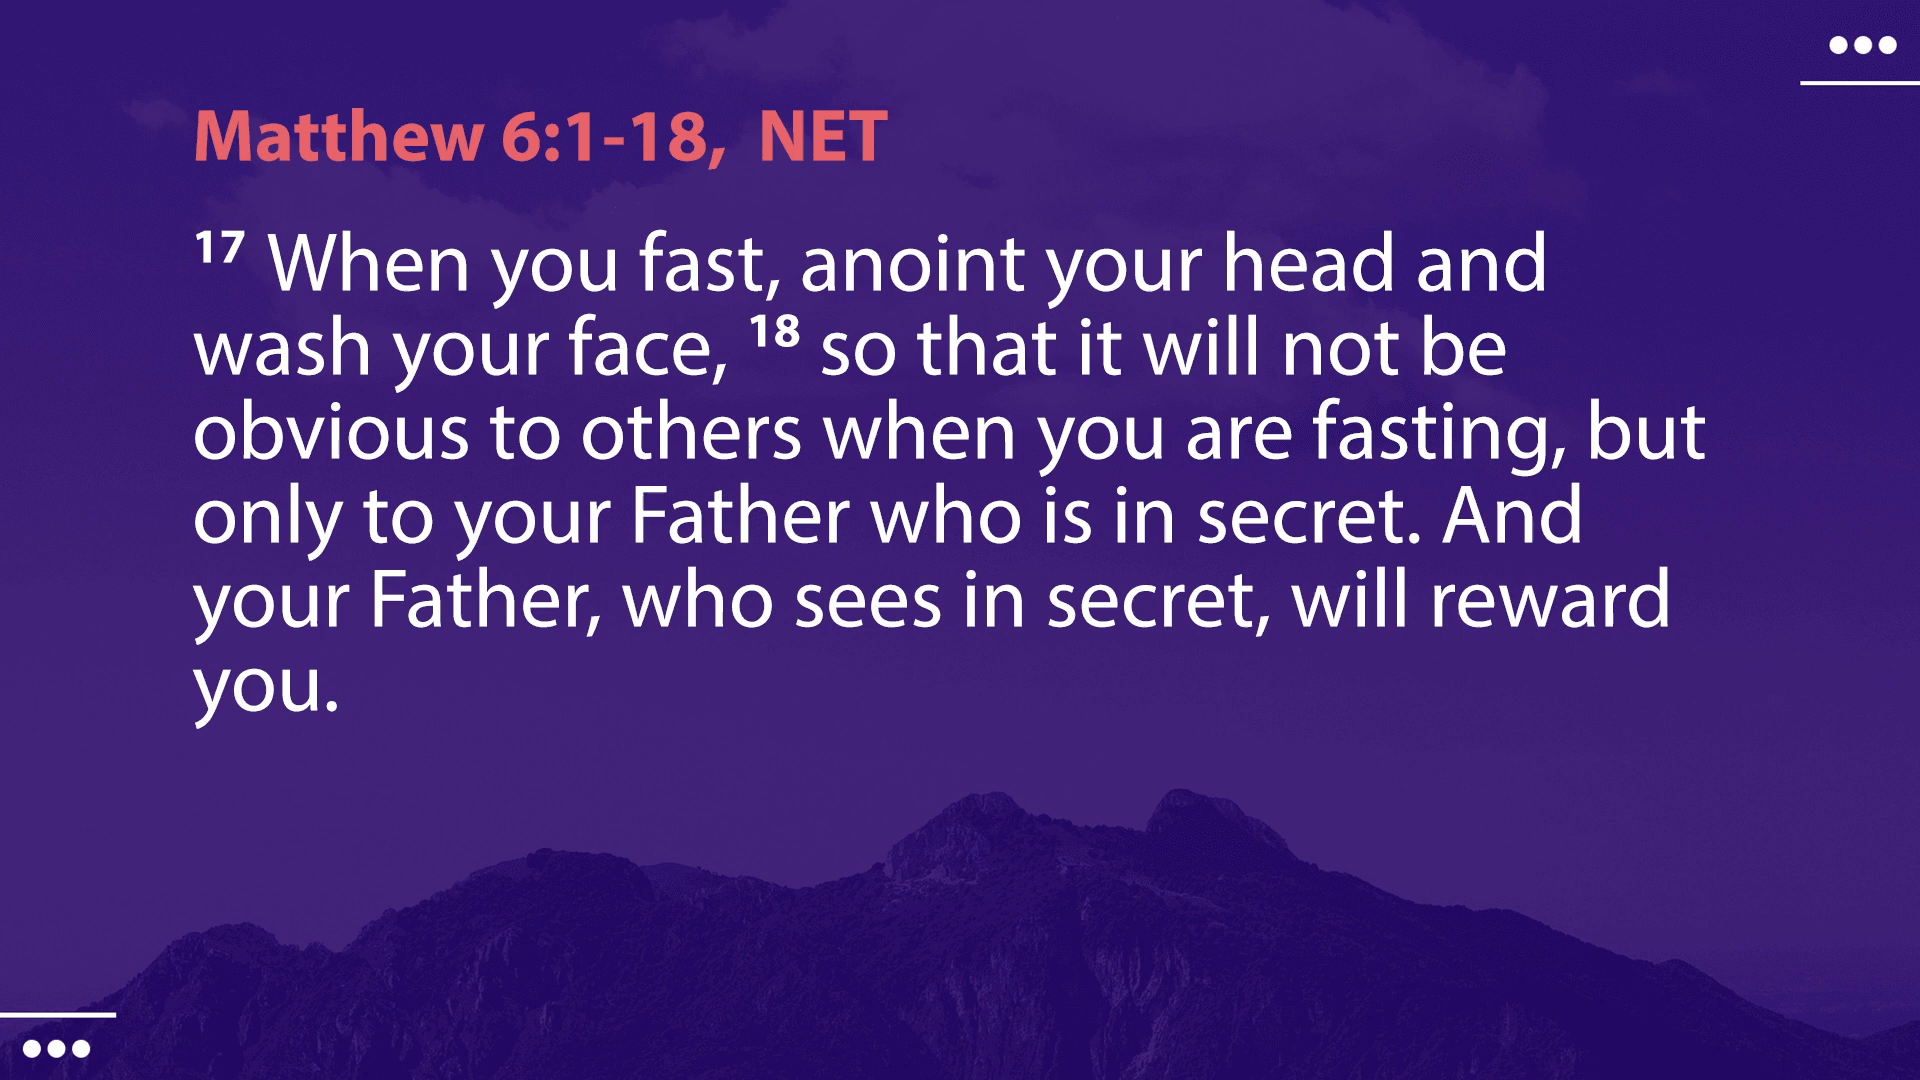 Matthew 6:1-18,  NET
17 When you fast, anoint your head and
wash your face, 18 so that it will not be
obvious to others when you are fasting, but
only to your Father who is in secret. And
your Father, who sees in secret, will reward
you.